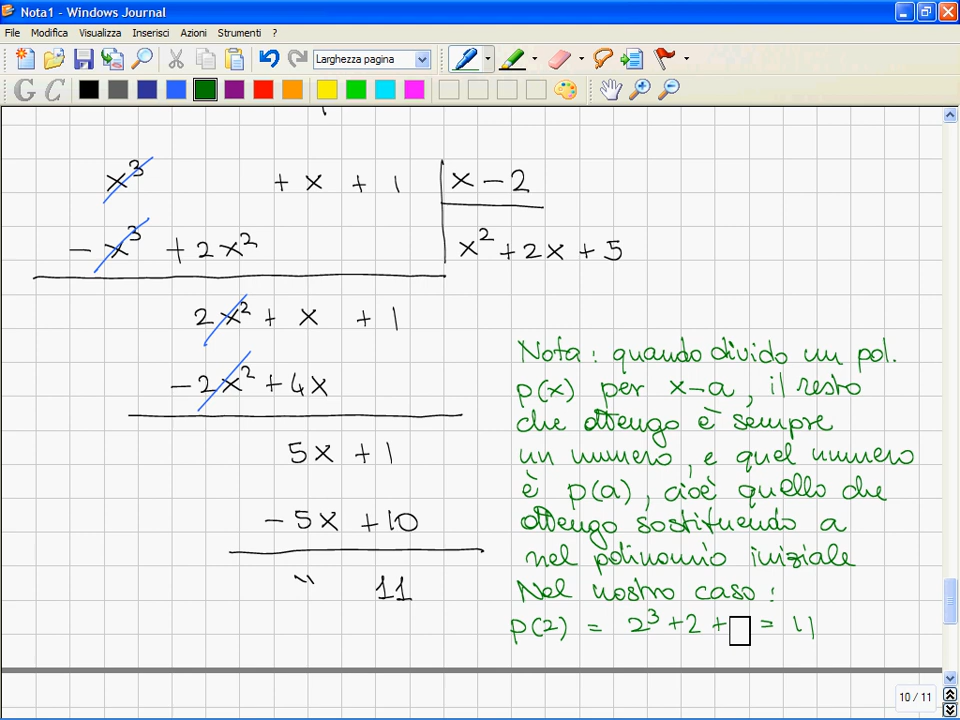 Nota1 - Windows Journal
File Modifica Visualizza Inserisci Azioni Strumenti ?
Larghezza pagina
G C
x³ + x + 1 x - 2
- x³ + 2x² x² + 2x + 5
2x² + x + 1
- 2x² + 4x
5x + 1
- 5x + 10
11
Nota : quando divido un pol.
p(x) per x-a, il resto
che ottengo è sempre
un numero, e quel numero
è p(a), cioè quello che
ottengo sostituendo a
nel polinomio iniziale
Nel nostro caso :
p(2) = 2³ + 2 + = 11
10 / 11